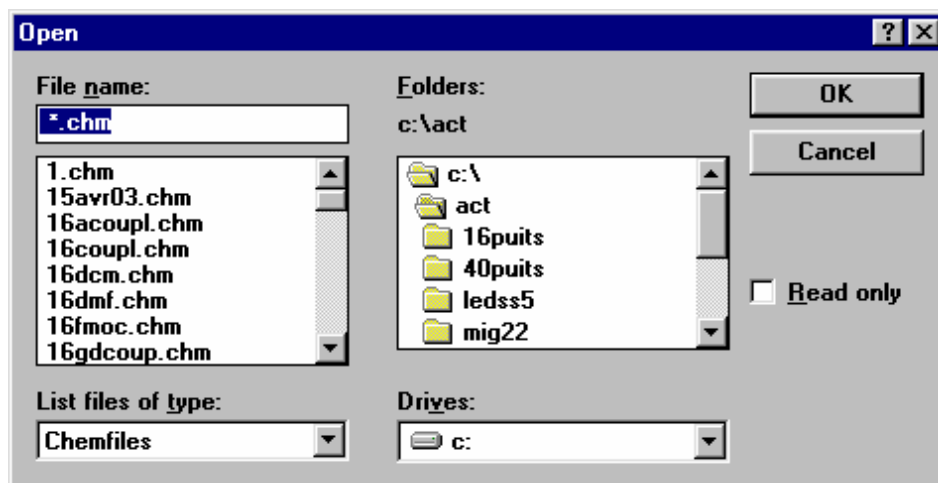 Open
File name:
*.chm
1.chm
15avr03.chm
16acoupl.chm
16coupl.chm
16dcm.chm
16dmf.chm
16fmoc.chm
16gdcoup.chm
List files of type:
Chemfiles
Folders:
c:\act
c:\
act
16puits
40puits
ledss5
mig22
Drives:
c:
OK
Cancel
Read only